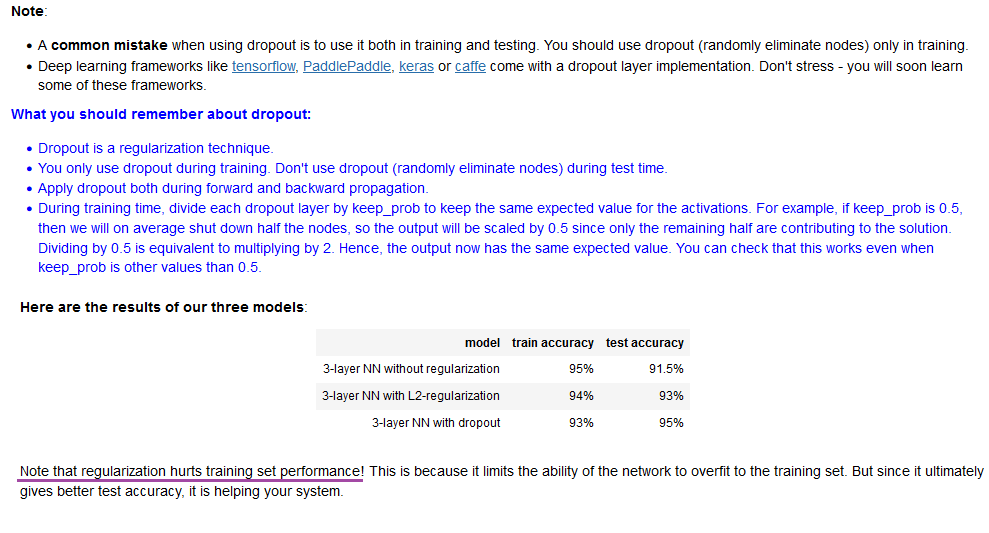 Note:
• A common mistake when using dropout is to use it both in training and testing. You should use dropout (randomly eliminate nodes) only in training.
• Deep learning frameworks like tensorflow, PaddlePaddle, keras or caffe come with a dropout layer implementation. Don't stress - you will soon learn
some of these frameworks.
What you should remember about dropout:
• Dropout is a regularization technique.
• You only use dropout during training. Don't use dropout (randomly eliminate nodes) during test time.
• Apply dropout both during forward and backward propagation.
• During training time, divide each dropout layer by keep_prob to keep the same expected value for the activations. For example, if keep_prob is 0.5,
then we will on average shut down half the nodes, so the output will be scaled by 0.5 since only the remaining half are contributing to the solution.
Dividing by 0.5 is equivalent to multiplying by 2. Hence, the output now has the same expected value. You can check that this works even when
keep_prob is other values than 0.5.
Here are the results of our three models:
model train accuracy test accuracy
3-layer NN without regularization 95% 91.5%
3-layer NN with L2-regularization 94% 93%
3-layer NN with dropout 93% 95%
Note that regularization hurts training set performance! This is because it limits the ability of the network to overfit to the training set. But since it ultimately
gives better test accuracy, it is helping your system.